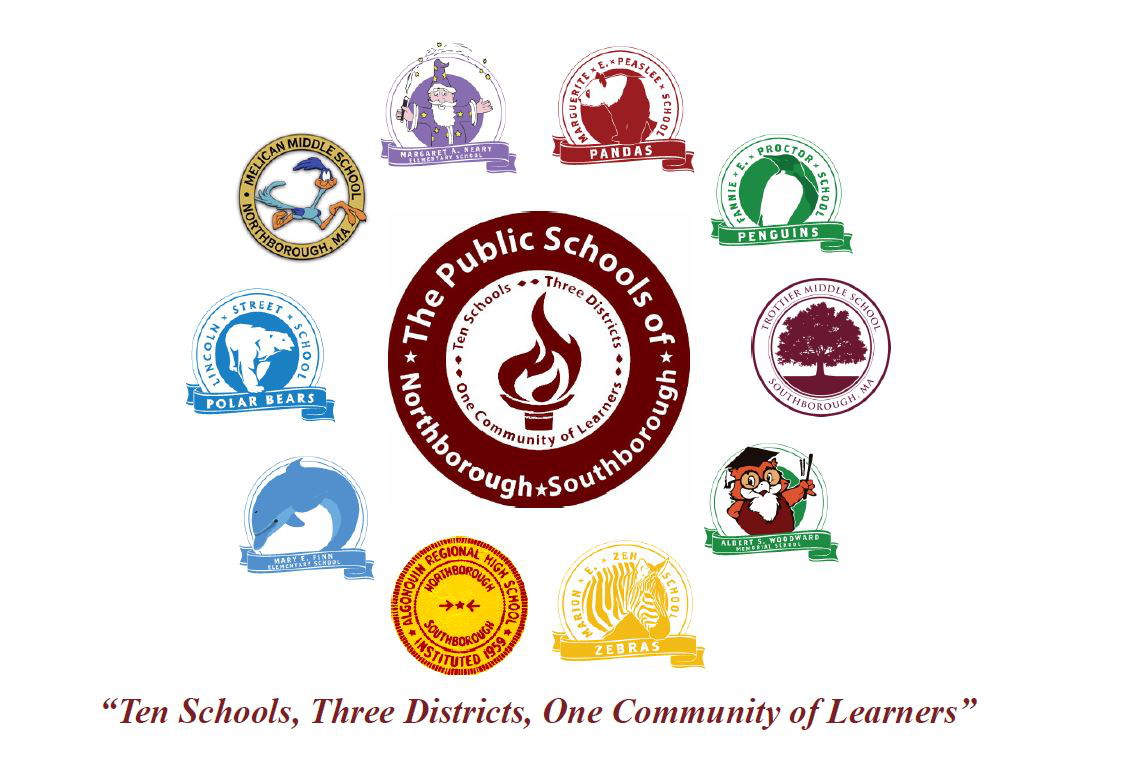 MARGARET A. NEARY
ELEMENTARY SCHOOL
MARGUERITE × E. × PEASLEE × SCHOOL
PANDAS
MELICAN MIDDLE SCHOOL
NORTHBOROUGH, MA
FANNIE × E. × PROCTOR × SCHOOL
PENGUINS
The Public Schools of
Northborough ★ Southborough
Ten Schools ♦♦ Three Districts
One Community of Learners
LINCOLN × STREET × SCHOOL
POLAR BEARS
TROTTIER MIDDLE SCHOOL
SOUTHBOROUGH, MA
MARY E. FINN
ELEMENTARY SCHOOL
ALBERT S. WOODWARD
MEMORIAL SCHOOL
ALGONQUIN REGIONAL HIGH SCHOOL
NORTHBOROUGH
SOUTHBOROUGH
INSTITUTED 1959
MARION × E. × ZEH × SCHOOL
ZEBRAS
“Ten Schools, Three Districts, One Community of Learners”